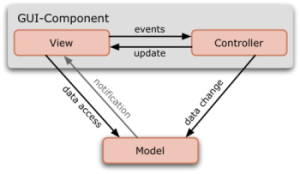 GUI-Component
events
View
Controller
update
notification
data access
data change
Model